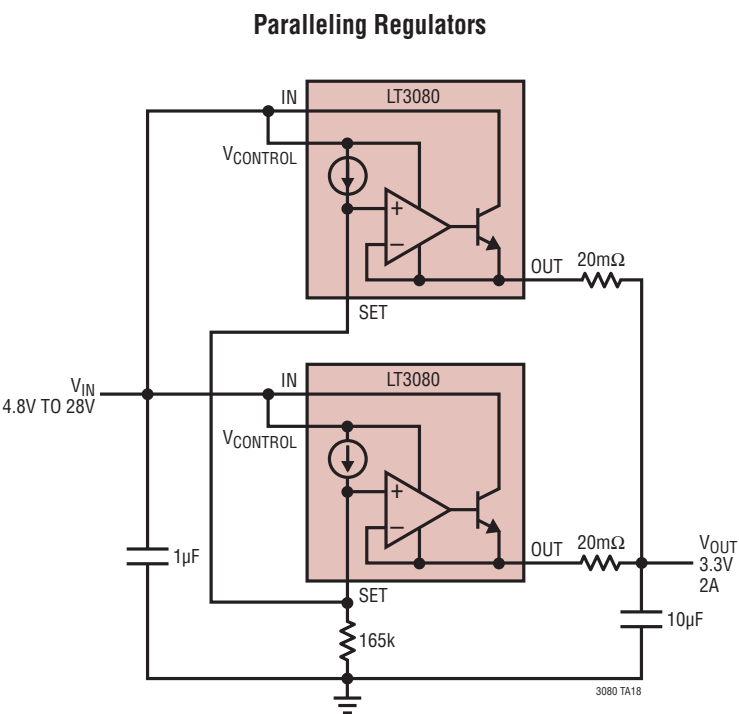 Paralleling Regulators
IN
LT3080
VCONTROL
+
–
OUT
20mΩ
SET
VIN
4.8V TO 28V
IN
LT3080
VCONTROL
+
–
OUT
20mΩ
VOUT
3.3V
2A
1µF
SET
165k
10µF
3080 TA18